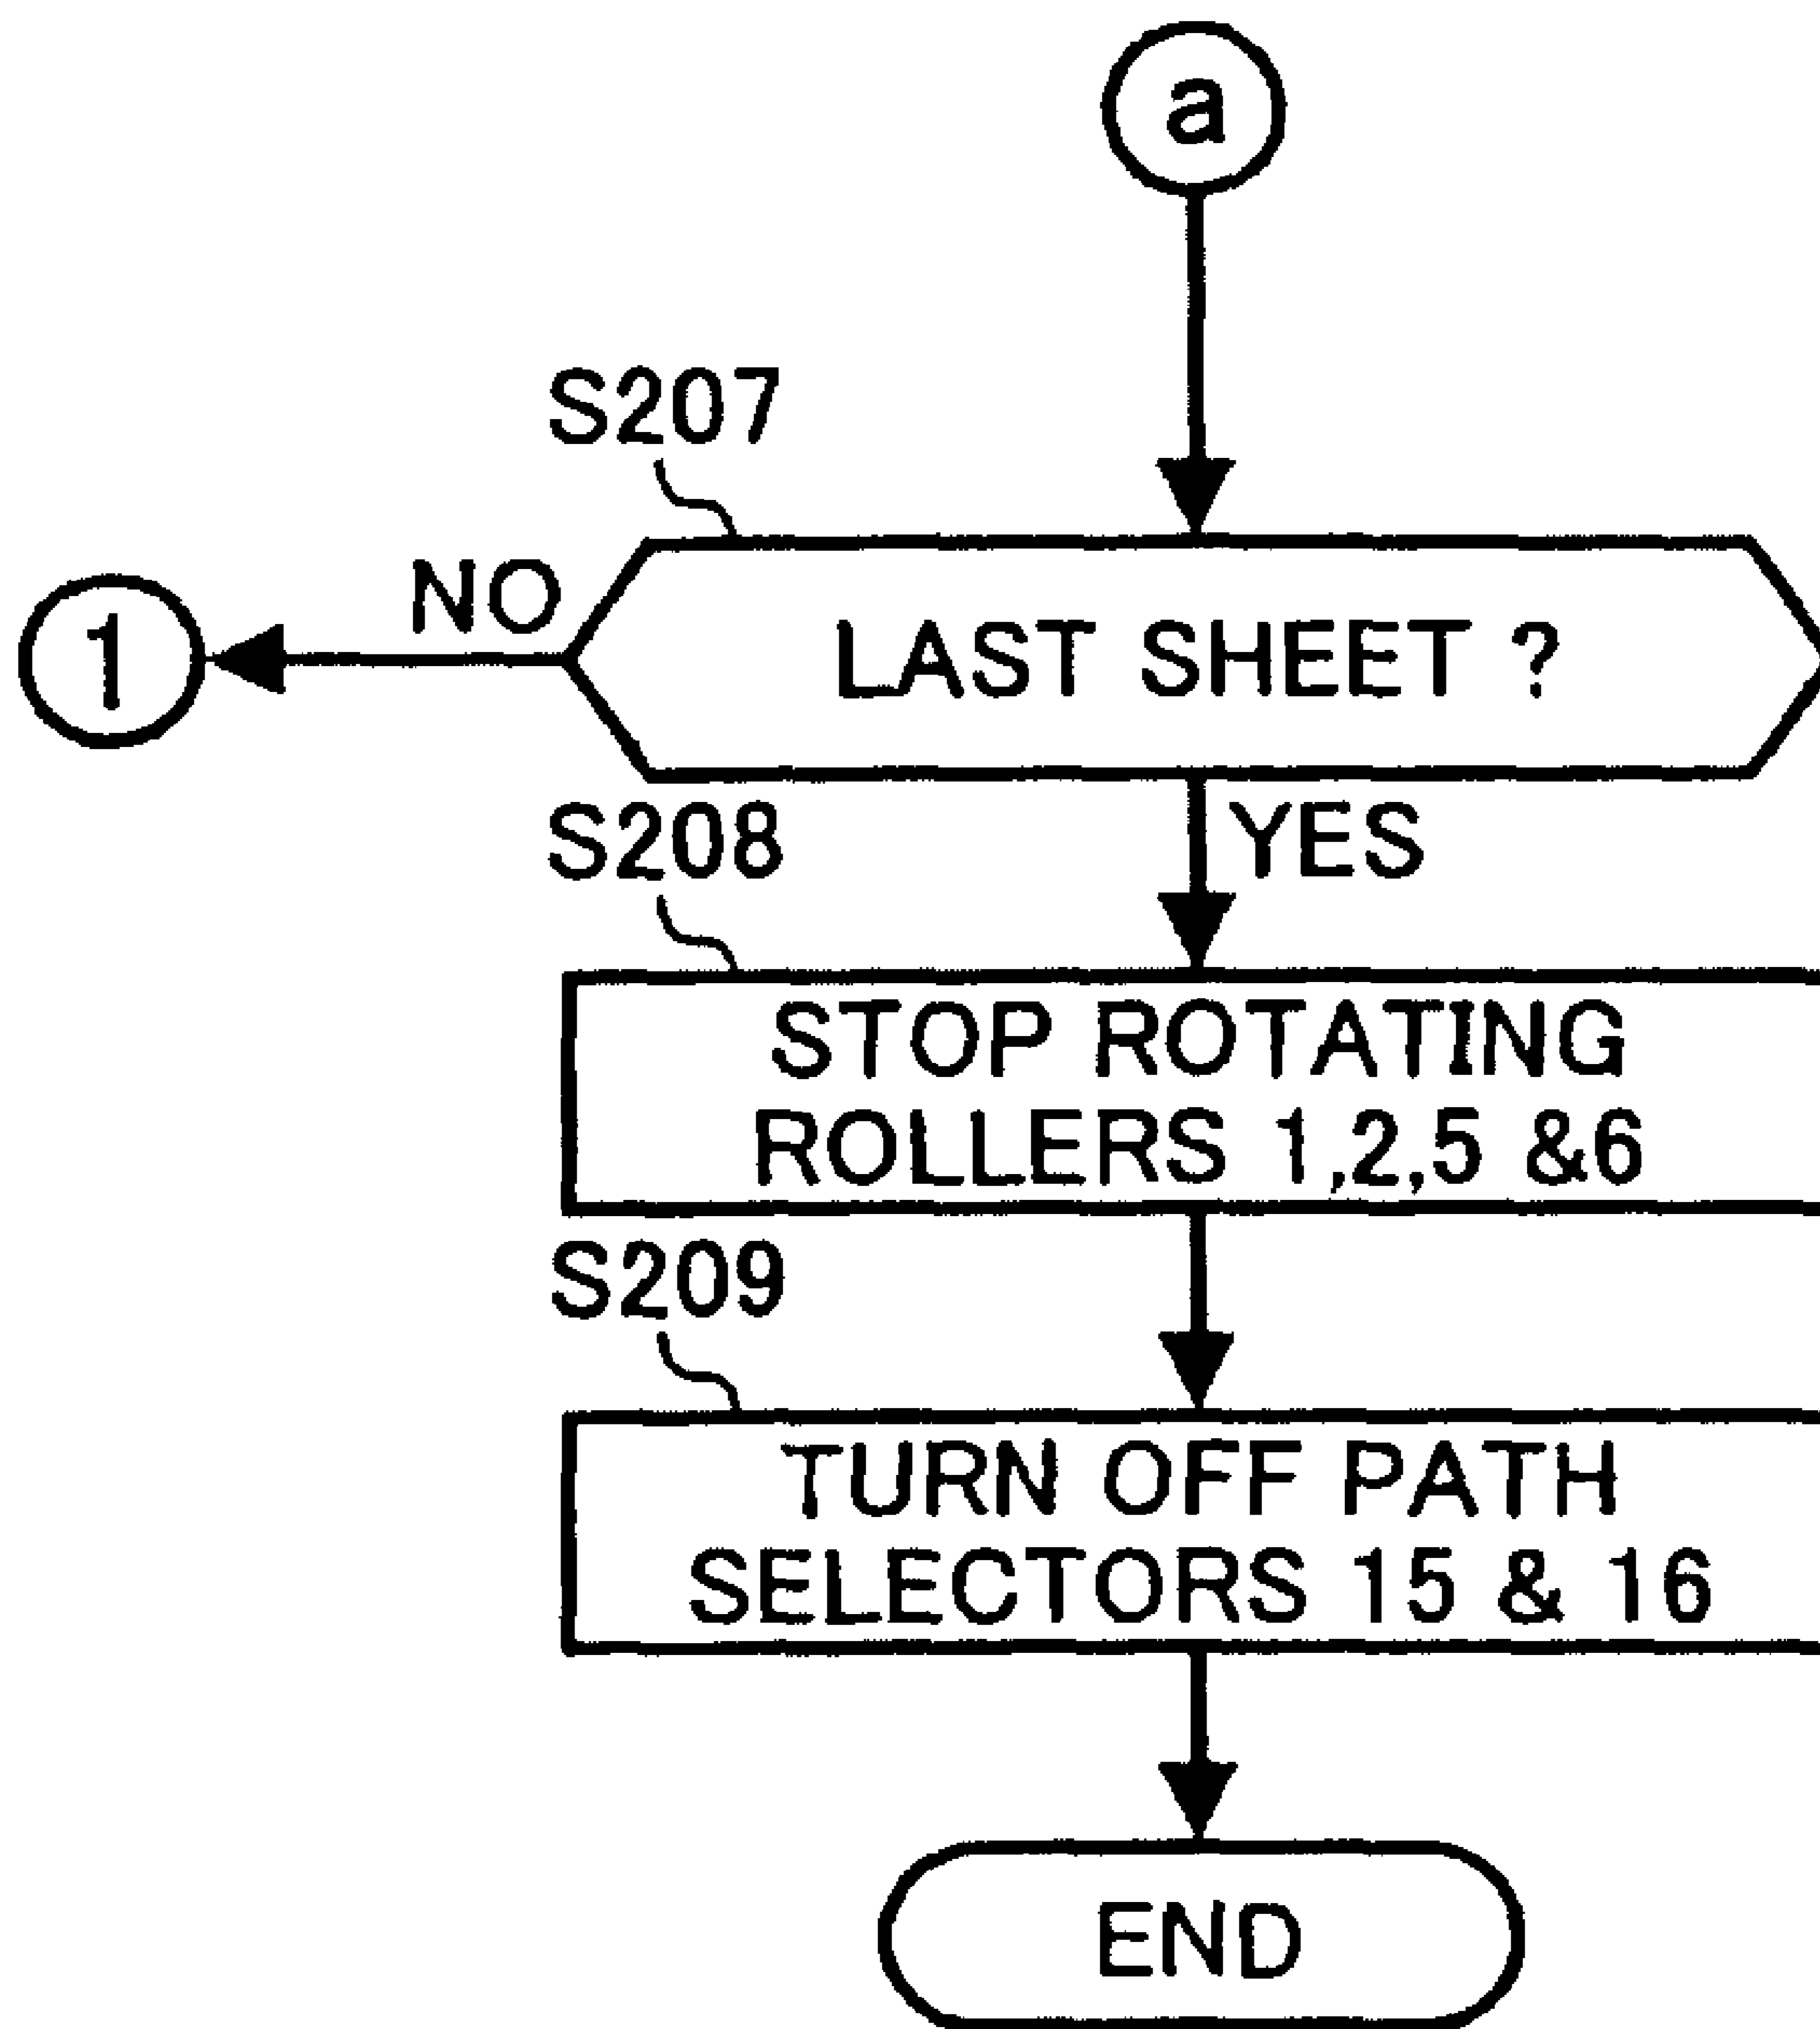 a
S207
NO
1
LAST SHEET ?
S208
YES
STOP ROTATING
ROLLERS 1,2,5 &6
S209
TURN OFF PATH
SELECTORS 15 & 16
END